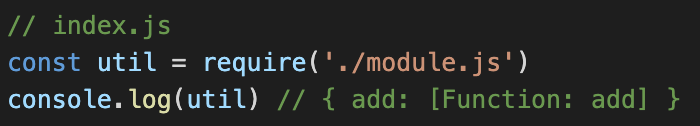 // index.js
const util = require('./module.js')
console.log(util) // { add: [Function: add] }